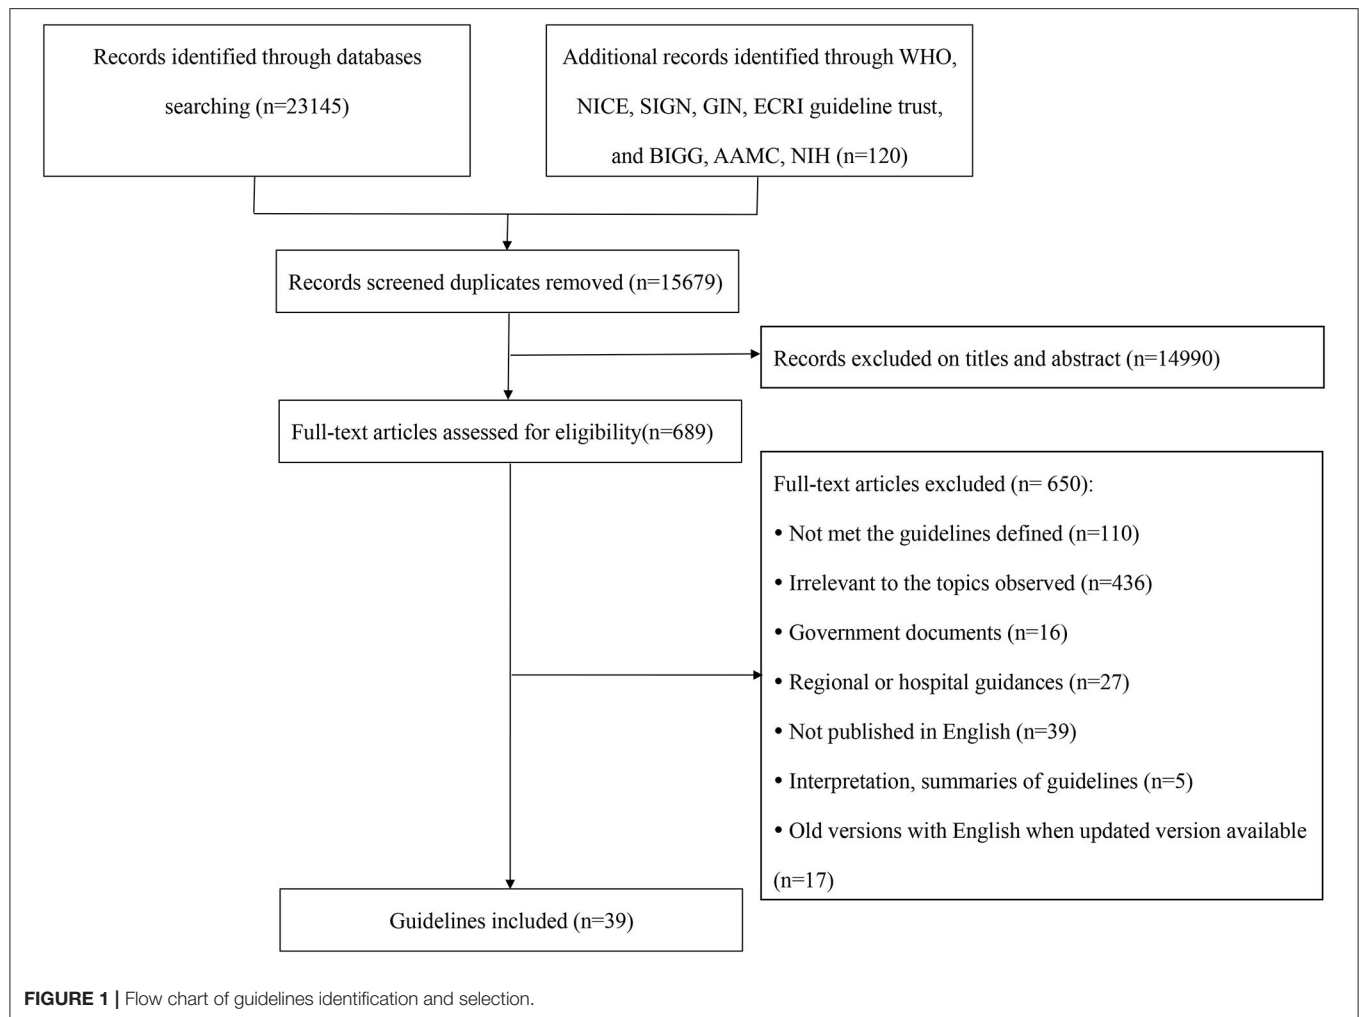 Records identified through databases
searching (n=23145)
Additional records identified through WHO,
NICE, SIGN, GIN, ECRI guideline trust,
and BIGG, AAMC, NIH (n=120)
Records screened duplicates removed (n=15679)
Records excluded on titles and abstract (n=14990)
Full-text articles assessed for eligibility(n=689)
Full-text articles excluded (n= 650):
• Not met the guidelines defined (n=110)
• Irrelevant to the topics observed (n=436)
• Government documents (n=16)
• Regional or hospital guidances (n=27)
• Not published in English (n=39)
• Interpretation, summaries of guidelines (n=5)
• Old versions with English when updated version available
(n=17)
Guidelines included (n=39)
FIGURE 1 | Flow chart of guidelines identification and selection.